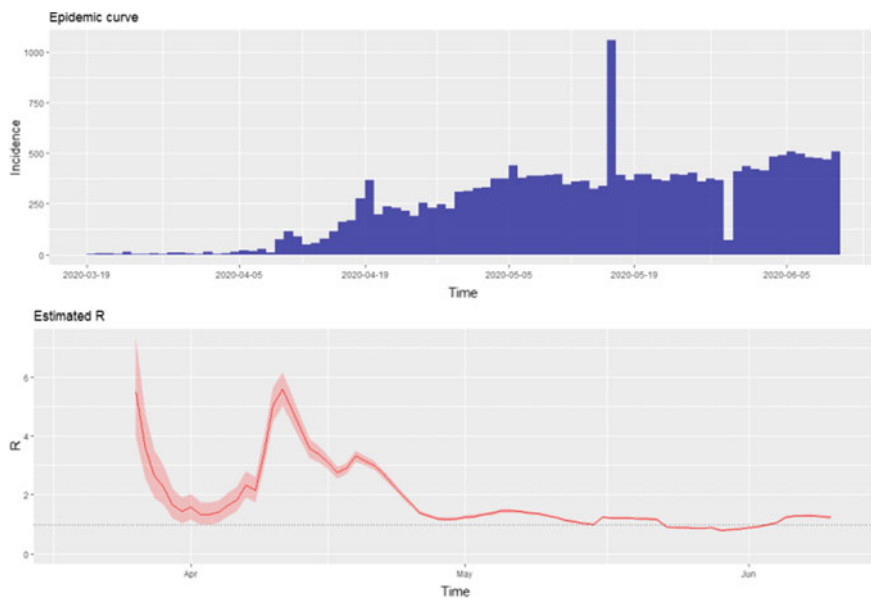 Epidemic curve
1000
750
500
250
0
Incidence
2020-03-19
2020-04-05
2020-04-19
2020-05-05
2020-05-19
2020-06-05
Time
Estimated R
6
4
2
0
R
Apr
May
Jun
Time